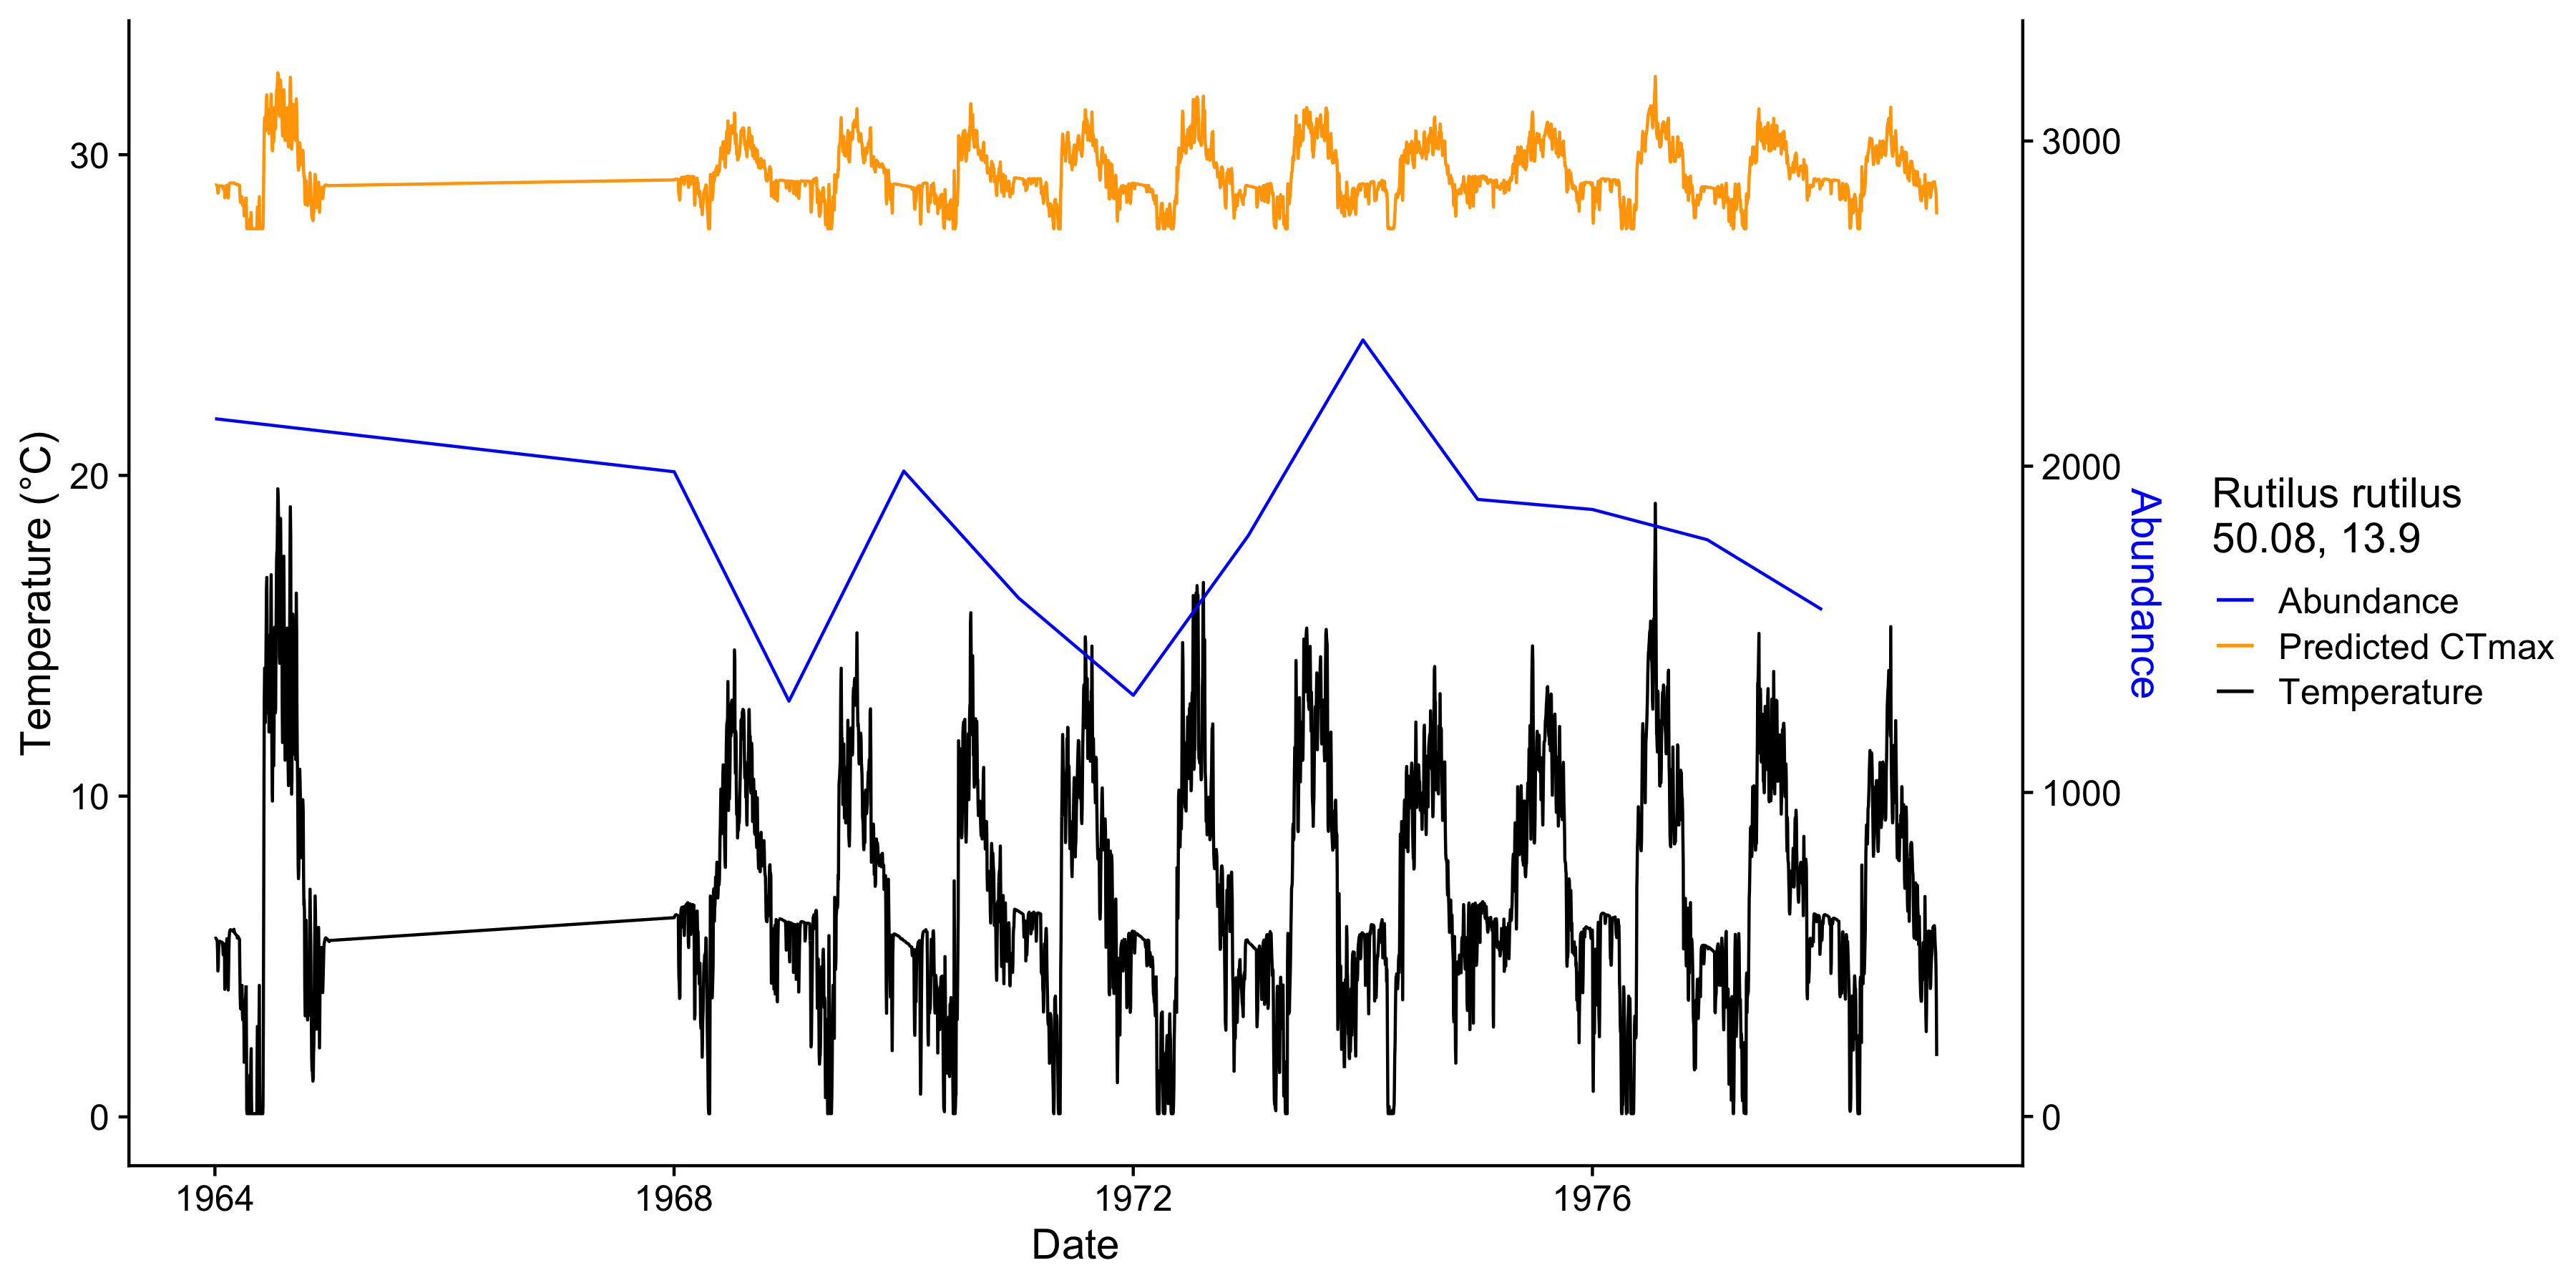 Temperature (°C)
30
20
10
0
1964
1968
1972
1976
Date
3000
2000
1000
0
Abundance
Rutilus rutilus
50.08, 13.9
Abundance
Predicted CTmax
Temperature